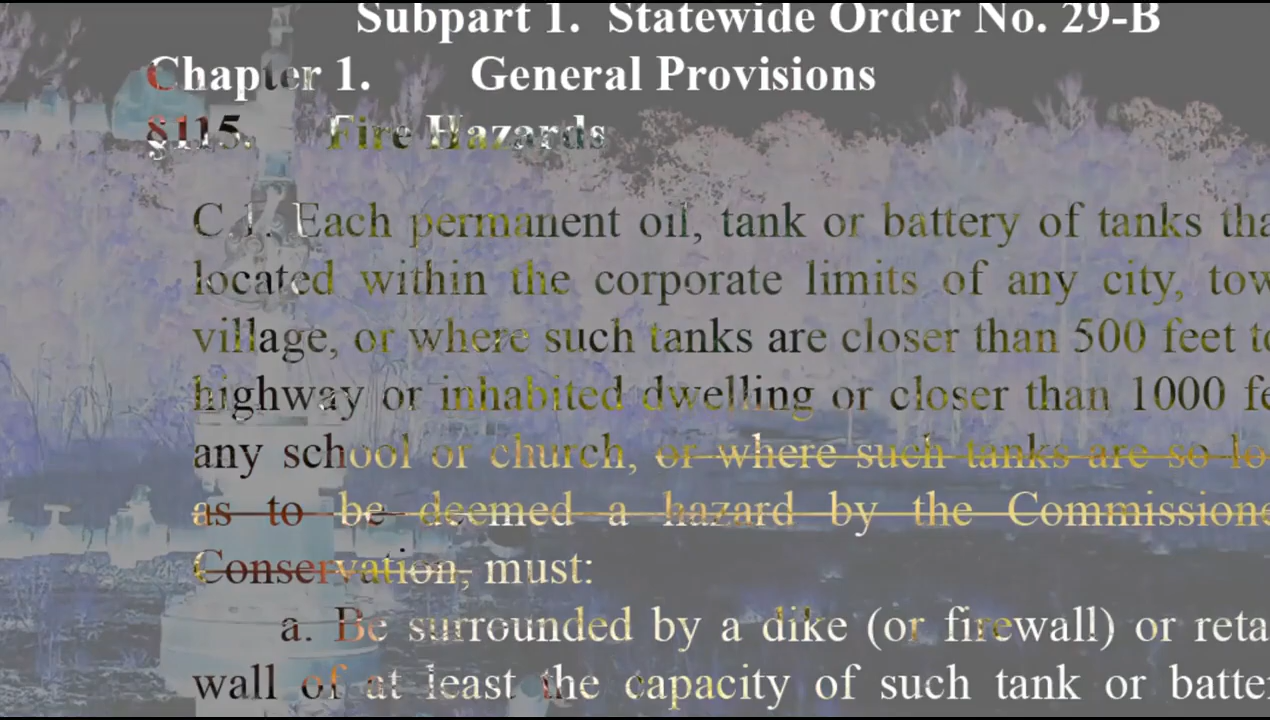 Subpart 1. Statewide Order No. 29-B
Chapter 1. General Provisions
§115. Fire Hazards
C.1. Each permanent oil, tank or battery of tanks tha
located within the corporate limits of any city, tow
village, or where such tanks are closer than 500 feet to
highway or inhabited dwelling or closer than 1000 fe
any school or church, or where such tanks are so lo
as to be deemed a hazard by the Commissione
Conservation, must:
a. Be surrounded by a dike (or firewall) or reta
wall of at least the capacity of such tank or batte